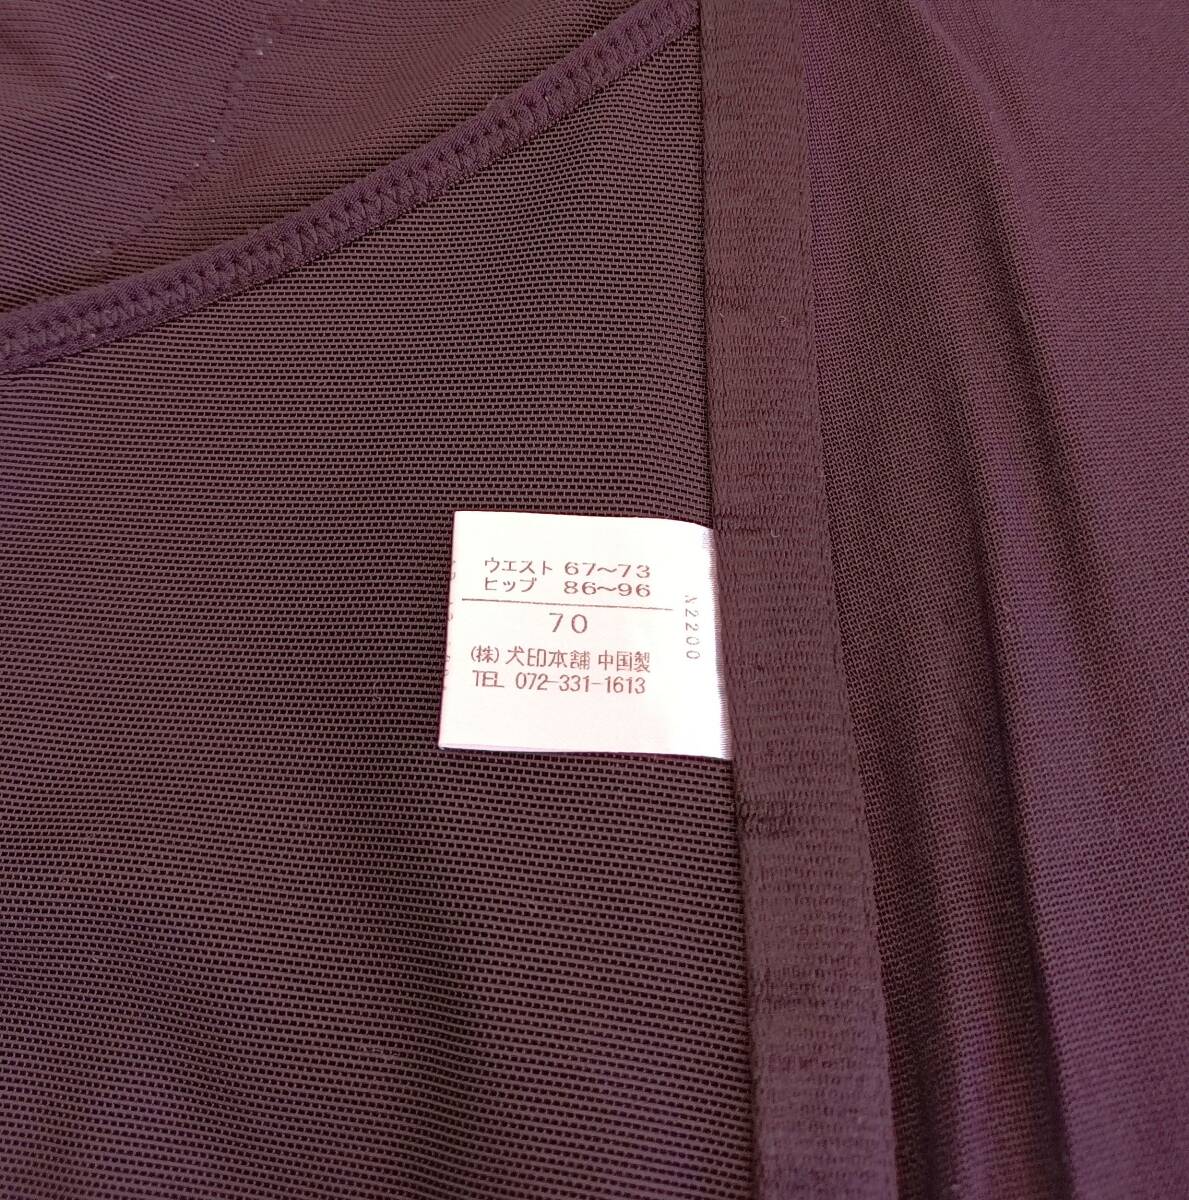 ウエスト 67～73
ヒップ 86～96
70
(株) 犬印本舗 中国製
TEL 072-331-1613